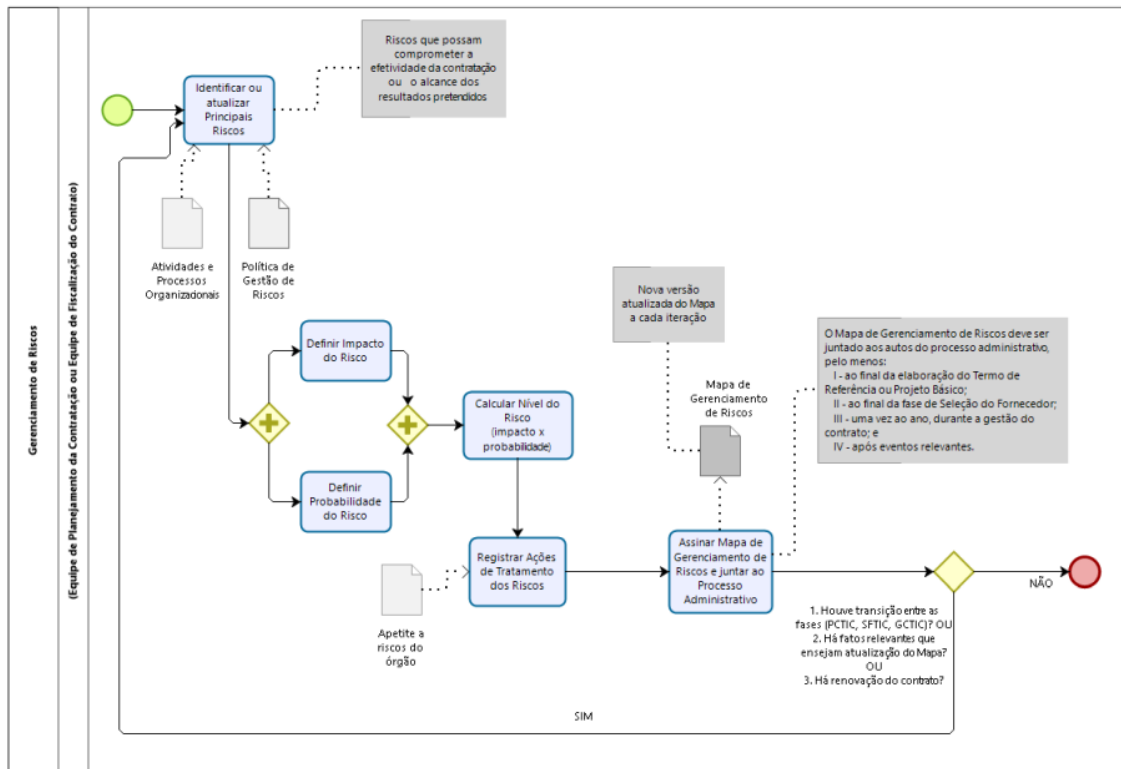 Gerenciamento de Riscos
(Equipe de Planejamento da Contratação ou Equipe de Fiscalização do Contrato)
Identificar ou
atualizar
Principais
Riscos
Riscos que possam
comprometer a
efetividade da contratação
ou o alcance dos
resultados pretendidos
Atividades e
Processos
Organizacionais
Política de
Gestão de
Riscos
Definir Impacto
do Risco
Definir
Probabilidade
do Risco
Calcular Nível do
Risco
(impacto x
probabilidade)
Registrar Ações
de Tratamento
dos Riscos
Apetite a
riscos do
órgão
Nova versão
atualizada do Mapa
a cada iteração
Mapa de
Gerenciamento
de Riscos
Assinar Mapa de
Gerenciamento de
Riscos e juntar ao
Processo
Administrativo
O Mapa de Gerenciamento de Riscos deve ser
juntado aos autos do processo administrativo,
pelo menos:
I - ao final da elaboração do Termo de
Referência ou Projeto Básico;
II - ao final da fase de Seleção do Fornecedor;
III - uma vez ao ano, durante a gestão do
contrato; e
IV - após eventos relevantes.
NÃO
1. Houve transição entre as
fases (PCTIC, SFTIC, GCTIC)? OU
2. Há fatos relevantes que
ensejam atualização do Mapa?
OU
3. Há renovação do contrato?
SIM